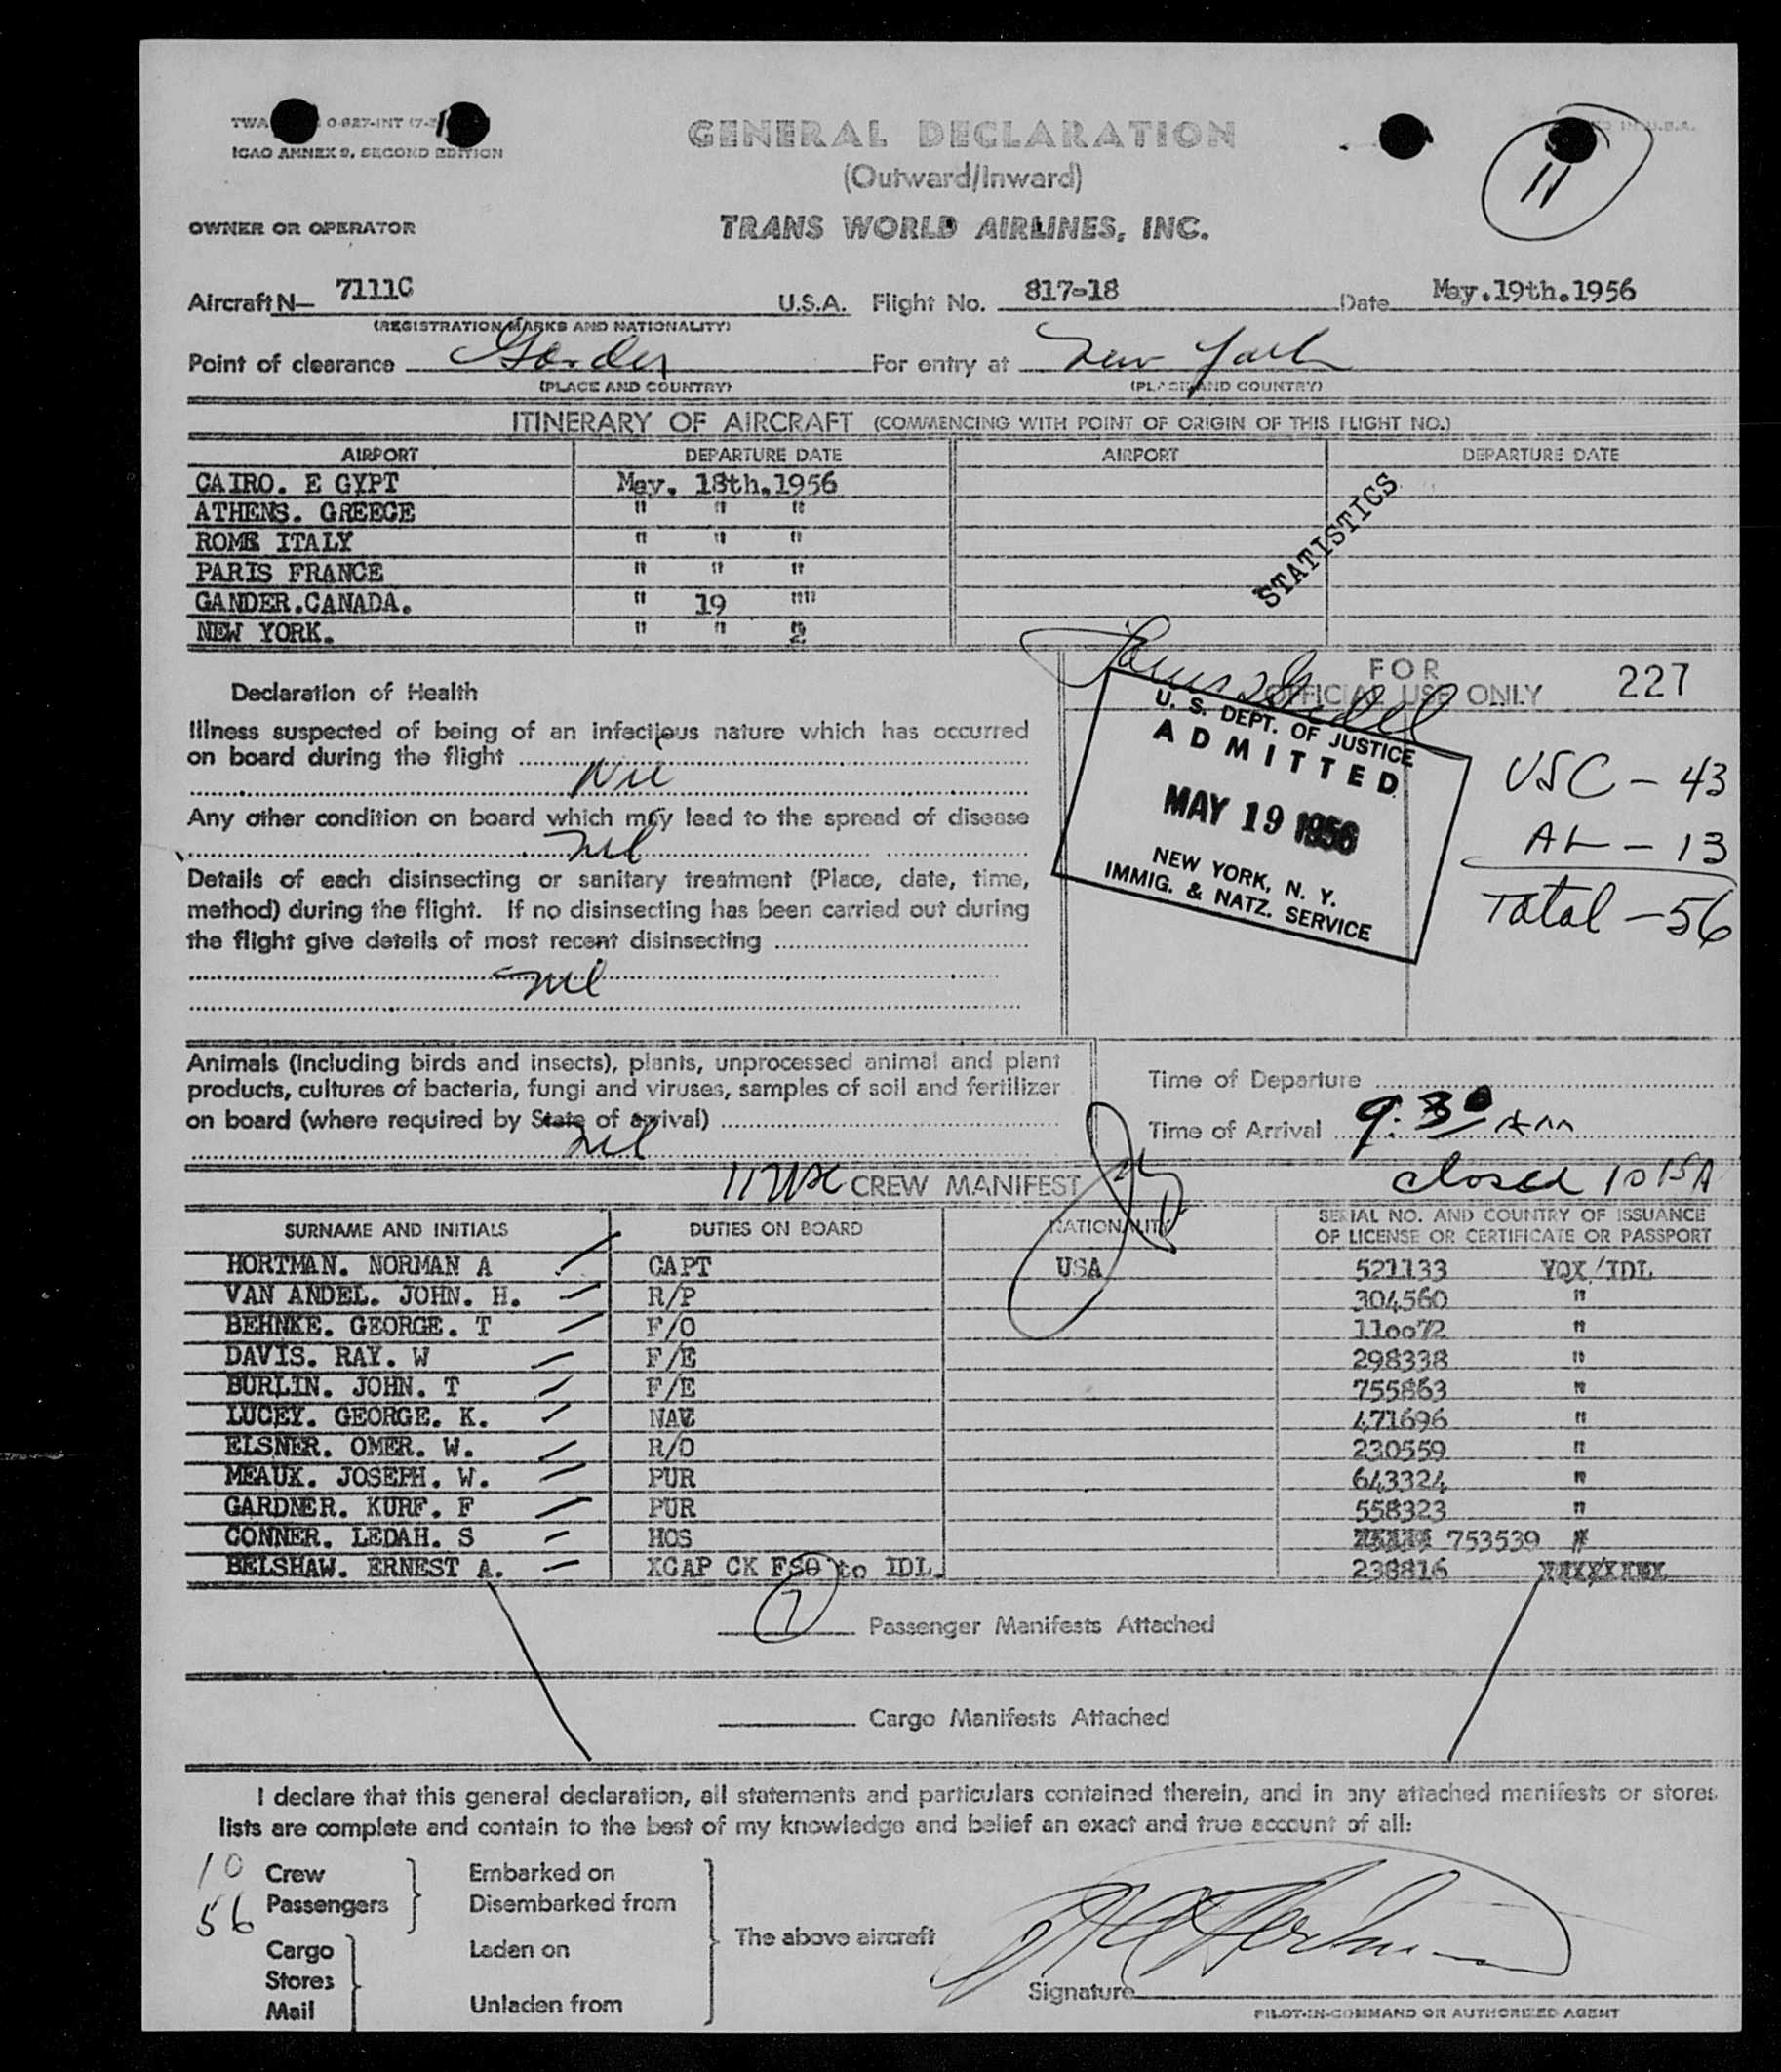 TWA O-827-INT (7-
ICAO ANNEX 9, SECOND EDITION
GENERAL DECLARATION
(Outward/Inward)
IN U.S.A.
11
OWNER OR OPERATOR
TRANS WORLD AIRLINES, INC.
Aircraft N— 7111C U.S.A. Flight No. 817-18 Date May.19th.1956
(REGISTRATION MARKS AND NATIONALITY)
Point of clearance Gander For entry at New York
(PLACE AND COUNTRY) (PLACE AND COUNTRY)
ITINERARY OF AIRCRAFT (COMMENCING WITH POINT OF ORIGIN OF THIS FLIGHT NO.)
AIRPORT DEPARTURE DATE AIRPORT DEPARTURE DATE
CAIRO. E GYPT May. 18th.1956
ATHENS. GREECE " " "
ROME ITALY " " "
PARIS FRANCE " " "
GANDER.CANADA. " 19 """
NEW YORK. " "
STATISTICS
FOR
OFFICIAL USE ONLY 227
Declaration of Health
Illness suspected of being of an infectious nature which has occurred
on board during the flight
Nil
Any other condition on board which may lead to the spread of disease
nil
Details of each disinsecting or sanitary treatment (Place, date, time,
method) during the flight. If no disinsecting has been carried out during
the flight give details of most recent disinsecting
nil
U. S. DEPT. OF JUSTICE
ADMITTED
MAY 19 1956
NEW YORK, N. Y.
IMMIG. & NATZ. SERVICE
USC - 43
AL - 13
Total - 56
Animals (including birds and insects), plants, unprocessed animal and plant
products, cultures of bacteria, fungi and viruses, samples of soil and fertilizer
on board (where required by State of arrival)
nil
Time of Departure
Time of Arrival 9:30 AM
closed 1015A
11 CREW MANIFEST
SURNAME AND INITIALS DUTIES ON BOARD NATIONALITY SERIAL NO. AND COUNTRY OF ISSUANCE
OF LICENSE OR CERTIFICATE OR PASSPORT
HORTMAN. NORMAN A CAPT USA 521133 YQX/IDL
VAN ANDEL. JOHN. H. R/P 304560 "
BEHNKE. GEORGE. T F/O 110072 "
DAVIS. RAY. W F/E 298338 "
BURLIN. JOHN. T F/E 755863 "
LUCEY. GEORGE. K. NAV 471696 "
ELSNER. OMER. W. R/O 230559 "
MEAUX. JOSEPH. W. PUR 643324 "
GARDNER. KURF. F PUR 558323 "
CONNER. LEDAH. S HOS 753539 "
BELSHAW. ERNEST A. XCAP CK FSO to IDL. 238816
7 Passenger Manifests Attached
Cargo Manifests Attached
I declare that this general declaration, all statements and particulars contained therein, and in any attached manifests or stores
lists are complete and contain to the best of my knowledge and belief an exact and true account of all:
10 Crew Embarked on
56 Passengers Disembarked from
The above aircraft
Cargo Laden on
Stores
Mail Unladen from
Signature
PILOT-IN-COMMAND OR AUTHORIZED AGENT